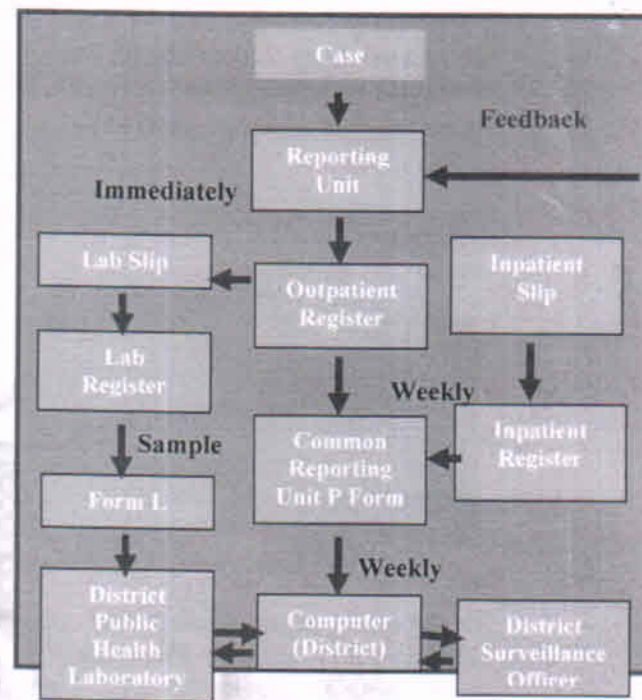 Case
Feedback
Reporting
Unit
Immediately
Lab Slip
Outpatient
Register
Inpatient
Slip
Lab
Register
Weekly
Sample
Common
Reporting
Unit P Form
Inpatient
Register
Form L
Weekly
District
Public
Health
Laboratory
Computer
(District)
District
Surveillance
Officer